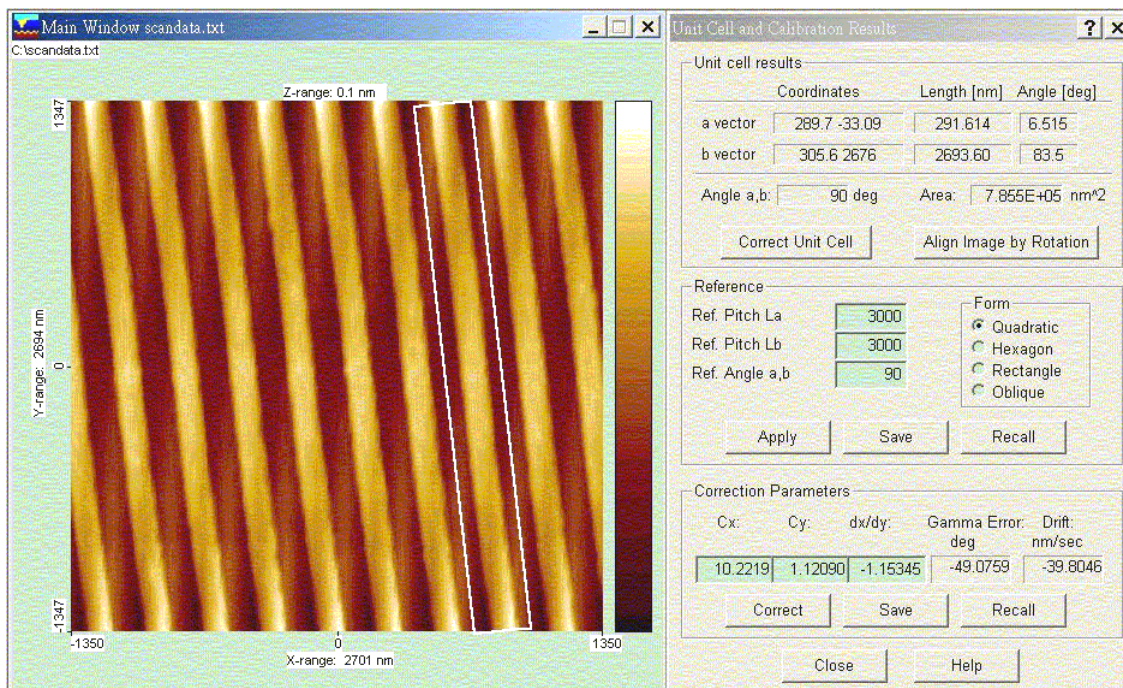 Main Window scandata.txt
C:\scandata.txt
Z-range: 0.1 nm
1347
Y-range: 2694 nm
0
-1347
-1350
0
1350
X-range: 2701 nm
Unit Cell and Calibration Results
Unit cell results
Coordinates Length [nm] Angle [deg]
a vector 289.7 -33.09 291.614 6.515
b vector 305.6 2676 2693.60 83.5
Angle a,b: 90 deg Area: 7.855E+05 nm^2
Correct Unit Cell Align Image by Rotation
Reference
Ref. Pitch La 3000
Ref. Pitch Lb 3000
Ref. Angle a,b 90
Form
Quadratic
Hexagon
Rectangle
Oblique
Apply Save Recall
Correction Parameters
Cx: Cy: dx/dy: Gamma Error: Drift:
deg nm/sec
10.2219 1.12090 -1.15345 -49.0759 -39.8046
Correct Save Recall
Close Help